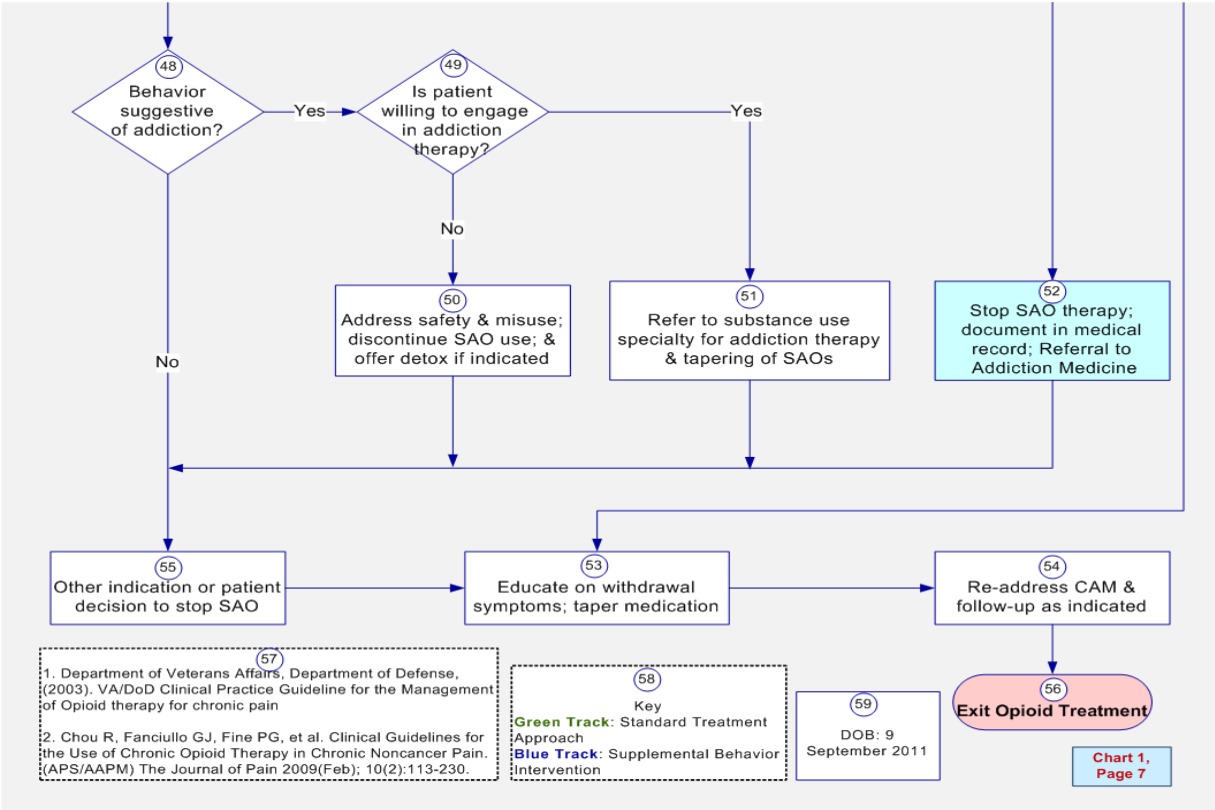 48
Behavior
suggestive
of addiction?
Yes
49
Is patient
willing to engage
in addiction
therapy?
Yes
No
No
50
Address safety & misuse;
discontinue SAO use; &
offer detox if indicated
51
Refer to substance use
specialty for addiction therapy
& tapering of SAOs
52
Stop SAO therapy;
document in medical
record; Referral to
Addiction Medicine
55
Other indication or patient
decision to stop SAO
53
Educate on withdrawal
symptoms; taper medication
54
Re-address CAM &
follow-up as indicated
57
1. Department of Veterans Affairs, Department of Defense,
(2003). VA/DoD Clinical Practice Guideline for the Management
of Opioid therapy for chronic pain
2. Chou R, Fanciullo GJ, Fine PG, et al. Clinical Guidelines for
the Use of Chronic Opioid Therapy in Chronic Noncancer Pain.
(APS/AAPM) The Journal of Pain 2009(Feb); 10(2):113-230.
58
Key
Green Track: Standard Treatment
Approach
Blue Track: Supplemental Behavior
Intervention
59
DOB: 9
September 2011
56
Exit Opioid Treatment
Chart 1,
Page 7